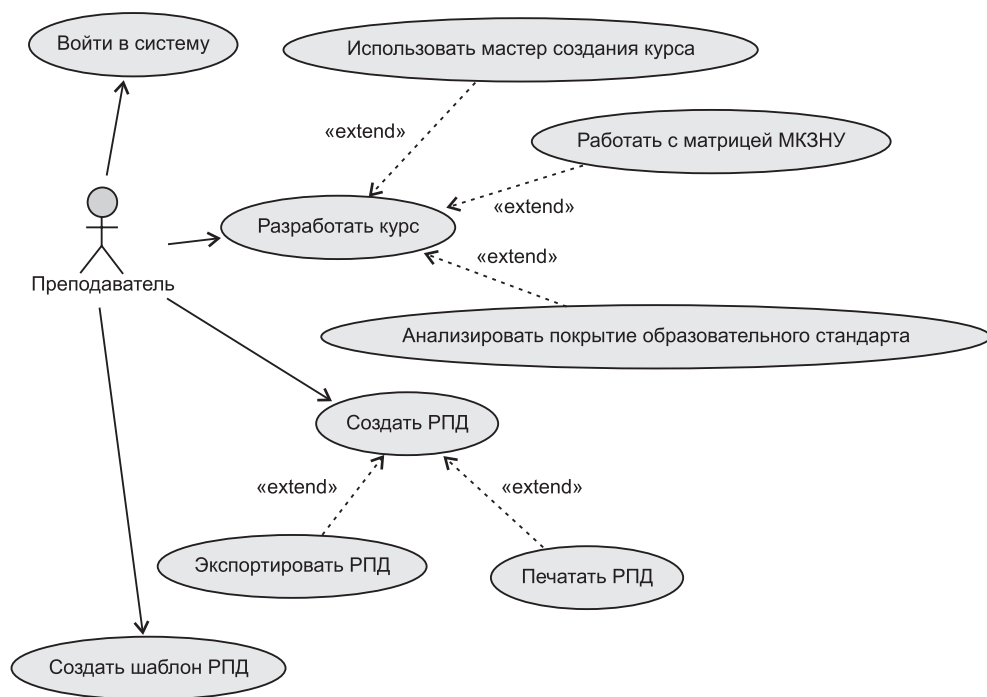 Войти в систему
Использовать мастер создания курса
«extend»
Работать с матрицей МКЗНУ
«extend»
Разработать курс
«extend»
Преподаватель
Анализировать покрытие образовательного стандарта
Создать РПД
«extend»
«extend»
Экспортировать РПД
Печатать РПД
Создать шаблон РПД